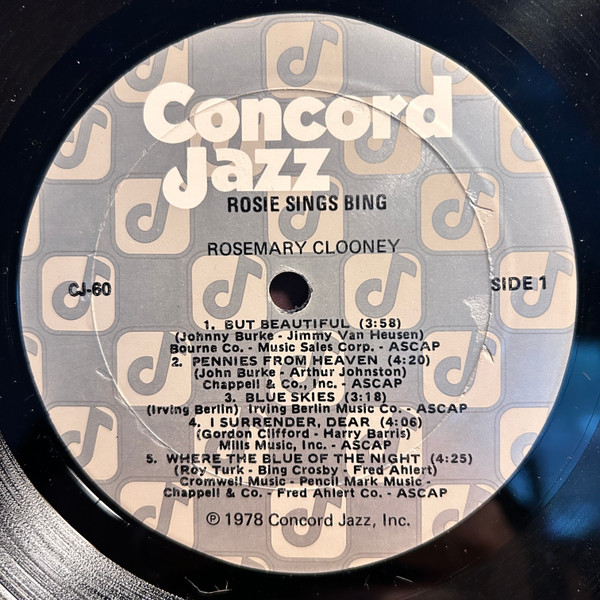 Concord
Jazz
ROSIE SINGS BING
ROSEMARY CLOONEY
CJ-60
SIDE 1
1. BUT BEAUTIFUL (3:58)
(Johnny Burke - Jimmy Van Heusen)
Bourne Co. - Music Sales Corp. - ASCAP
2. PENNIES FROM HEAVEN (4:20)
(John Burke - Arthur Johnston)
Chappell & Co., Inc. - ASCAP
3. BLUE SKIES (3:18)
(Irving Berlin) Irving Berlin Music Co. - ASCAP
4. I SURRENDER, DEAR (4:06)
(Gordon Clifford - Harry Barris)
Mills Music, Inc. - ASCAP
5. WHERE THE BLUE OF THE NIGHT (4:25)
(Roy Turk - Bing Crosby - Fred Ahlert)
Cromwell Music - Pencil Mark Music -
Chappell & Co. - Fred Ahlert Co. - ASCAP
℗ 1978 Concord Jazz, Inc.